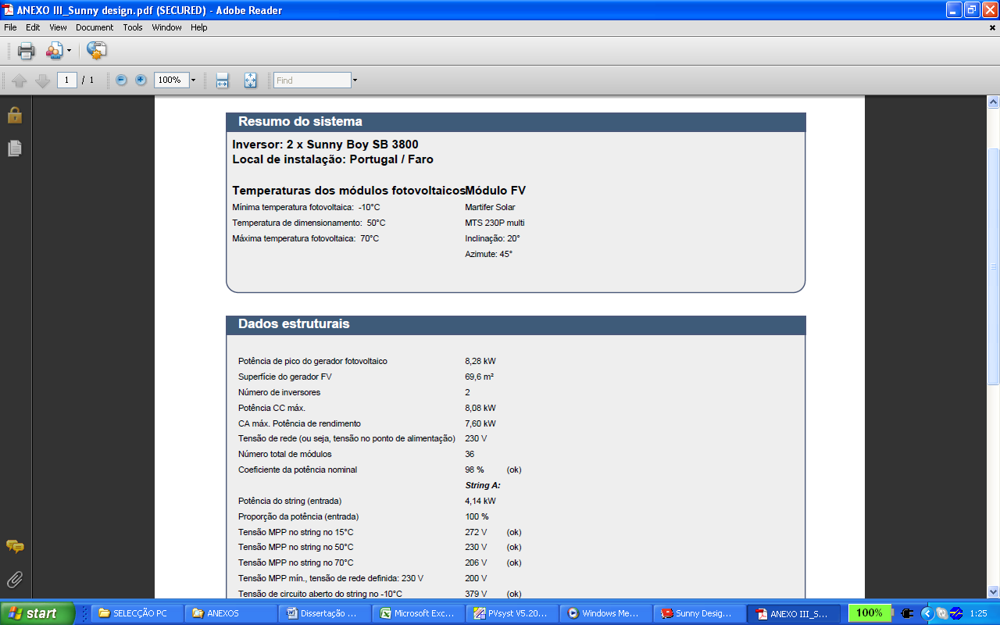 ANEXO III_Sunny design.pdf (SECURED) - Adobe Reader
File Edit View Document Tools Window Help
1 / 1 100% Find
Resumo do sistema
Inversor: 2 x Sunny Boy SB 3800
Local de instalação: Portugal / Faro
Temperaturas dos módulos fotovoltaicos Módulo FV
Mínima temperatura fotovoltaica: -10°C Martifer Solar
Temperatura de dimensionamento: 50°C MTS 230P multi
Máxima temperatura fotovoltaica: 70°C Inclinação: 20°
Azimute: 45°
Dados estruturais
Potência de pico do gerador fotovoltaico 8,28 kW
Superfície do gerador FV 69,6 m²
Número de inversores 2
Potência CC máx. 8,08 kW
CA máx. Potência de rendimento 7,60 kW
Tensão de rede (ou seja, tensão no ponto de alimentação) 230 V
Número total de módulos 36
Coeficiente da potência nominal 98 % (ok)
String A:
Potência do string (entrada) 4,14 kW
Proporção da potência (entrada) 100 %
Tensão MPP no string no 15°C 272 V (ok)
Tensão MPP no string no 50°C 230 V (ok)
Tensão MPP no string no 70°C 206 V (ok)
Tensão MPP mín., tensão de rede definida: 230 V 200 V
Tensão de circuito aberto do string no -10°C 379 V (ok)
start SELECÇÃO PC ANEXOS Dissertação ... Microsoft Exc... PVsyst V5.20... Windows Me... Sunny Desig... ANEXO III_S... 100% 1:25